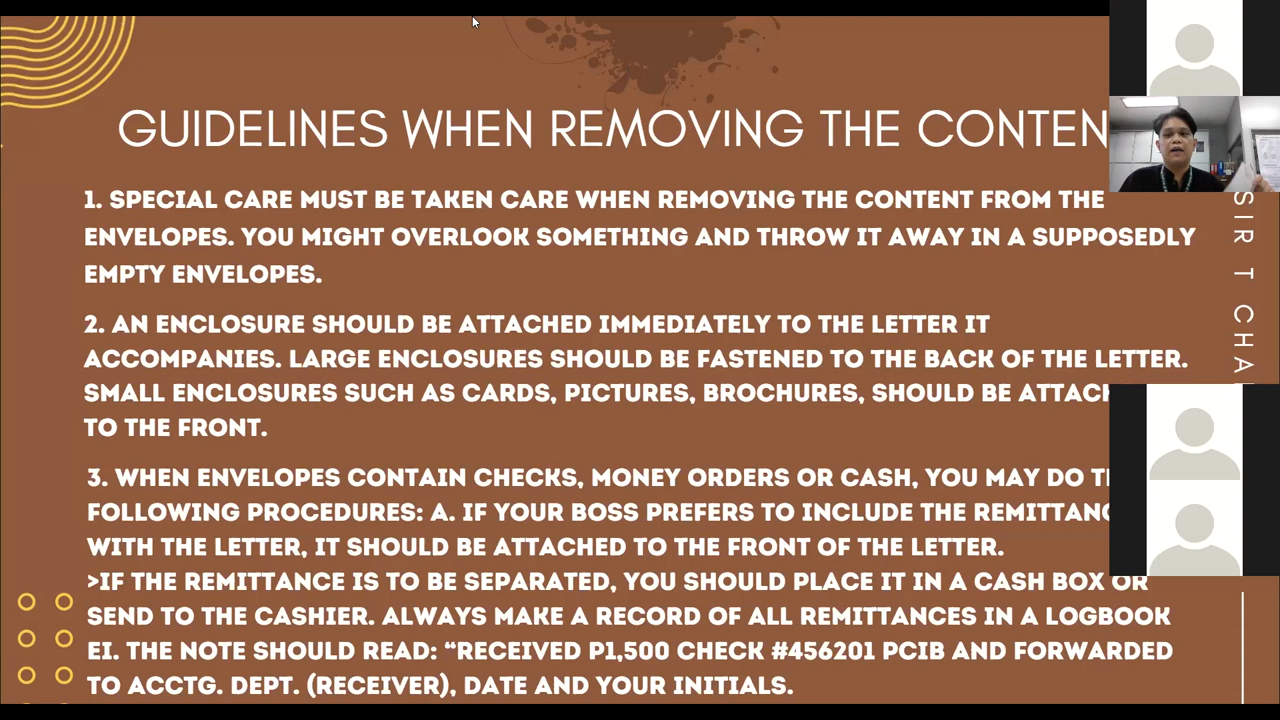 GUIDELINES WHEN REMOVING THE CONTEN
1. SPECIAL CARE MUST BE TAKEN CARE WHEN REMOVING THE CONTENT FROM THE
ENVELOPES. YOU MIGHT OVERLOOK SOMETHING AND THROW IT AWAY IN A SUPPOSEDLY
EMPTY ENVELOPES.
2. AN ENCLOSURE SHOULD BE ATTACHED IMMEDIATELY TO THE LETTER IT
ACCOMPANIES. LARGE ENCLOSURES SHOULD BE FASTENED TO THE BACK OF THE LETTER.
SMALL ENCLOSURES SUCH AS CARDS, PICTURES, BROCHURES, SHOULD BE ATTACH
TO THE FRONT.
3. WHEN ENVELOPES CONTAIN CHECKS, MONEY ORDERS OR CASH, YOU MAY DO T
FOLLOWING PROCEDURES: A. IF YOUR BOSS PREFERS TO INCLUDE THE REMITTANC
WITH THE LETTER, IT SHOULD BE ATTACHED TO THE FRONT OF THE LETTER.
>IF THE REMITTANCE IS TO BE SEPARATED, YOU SHOULD PLACE IT IN A CASH BOX OR
SEND TO THE CASHIER. ALWAYS MAKE A RECORD OF ALL REMITTANCES IN A LOGBOOK
EI. THE NOTE SHOULD READ: “RECEIVED P1,500 CHECK #456201 PCIB AND FORWARDED
TO ACCTG. DEPT. (RECEIVER), DATE AND YOUR INITIALS.
SIR T CHA